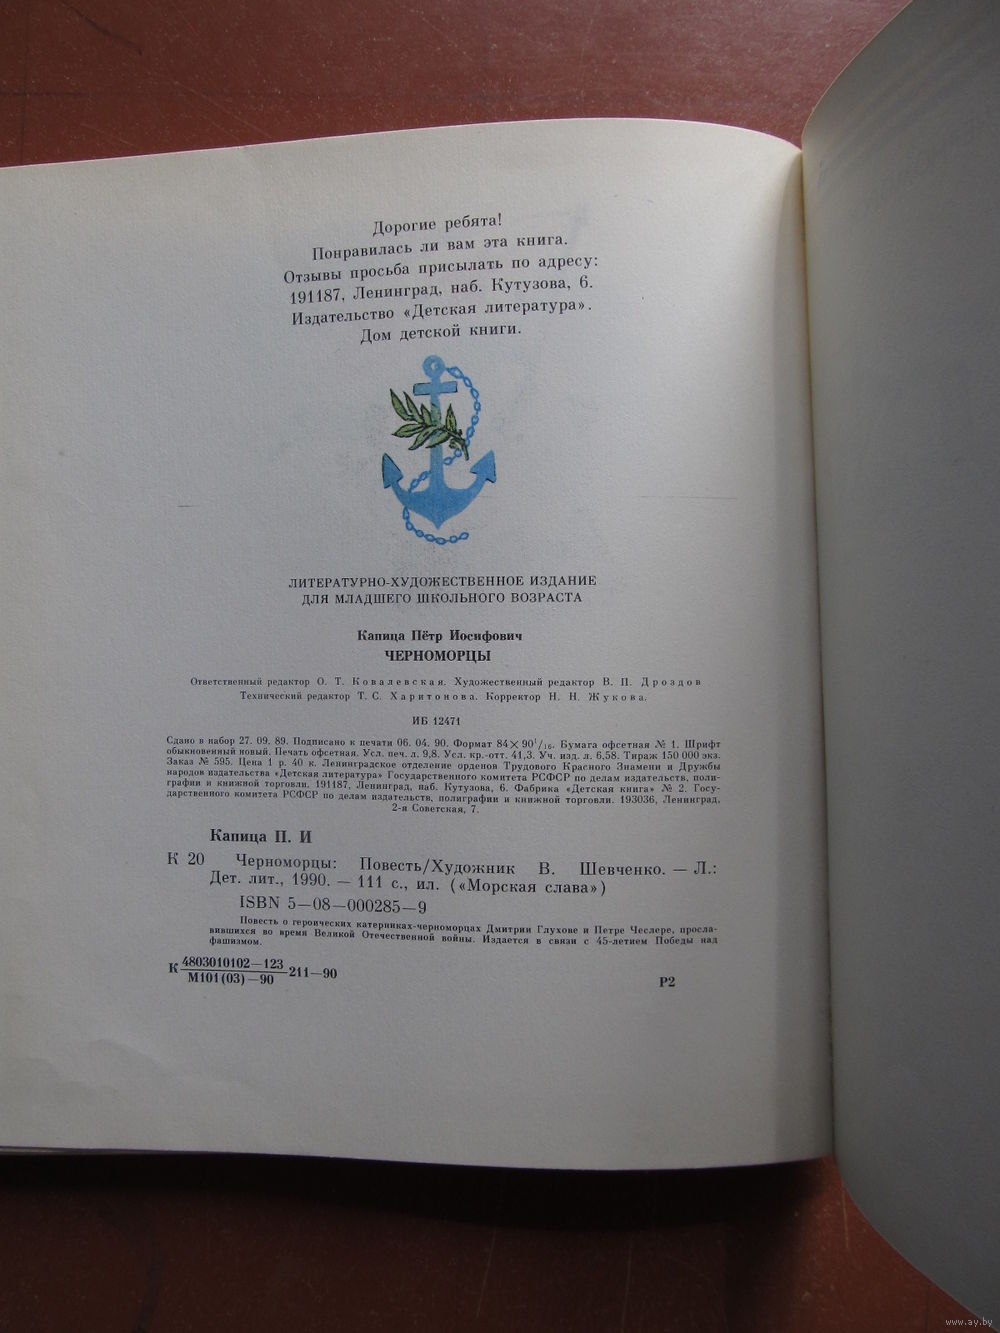 Дорогие ребята!
Понравилась ли вам эта книга.
Отзывы просьба присылать по адресу:
191187, Ленинград, наб. Кутузова, 6.
Издательство «Детская литература».
Дом детской книги.
ЛИТЕРАТУРНО-ХУДОЖЕСТВЕННОЕ ИЗДАНИЕ
ДЛЯ МЛАДШЕГО ШКОЛЬНОГО ВОЗРАСТА
Капица Пётр Иосифович
ЧЕРНОМОРЦЫ
Ответственный редактор О. Т. Ковалевская. Художественный редактор В. П. Дроздов
Технический редактор Т. С. Харитонова. Корректор Н. Н. Жукова.
ИБ 12471
Сдано в набор 27. 09. 89. Подписано к печати 06. 04. 90. Формат 84×90¹/₁₆. Бумага офсетная № 1. Шрифт
обыкновенный новый. Печать офсетная. Усл. печ. л. 9,8. Усл. кр.-отт. 41,3. Уч. изд. л. 6,58. Тираж 150 000 экз.
Заказ № 595. Цена 1 р. 40 к. Ленинградское отделение орденов Трудового Красного Знамени и Дружбы
народов издательства «Детская литература» Государственного комитета РСФСР по делам издательств, поли-
графии и книжной торговли. 191187, Ленинград, наб. Кутузова, 6. Фабрика «Детская книга» № 2. Госу-
дарственного комитета РСФСР по делам издательств, полиграфии и книжной торговли. 193036, Ленинград,
2-я Советская, 7.
Капица П. И
К 20 Черноморцы: Повесть/Художник В. Шевченко. — Л.:
Дет. лит., 1990. — 111 с., ил. («Морская слава»)
ISBN 5—08—000285—9
Повесть о героических катерниках-черноморцах Дмитрии Глухове и Петре Чеслере, просла-
вившихся во время Великой Отечественной войны. Издается в связи с 45-летием Победы над
фашизмом.
К 4803010102—123
М101(03)—90 211—90
Р2
www.ay.by